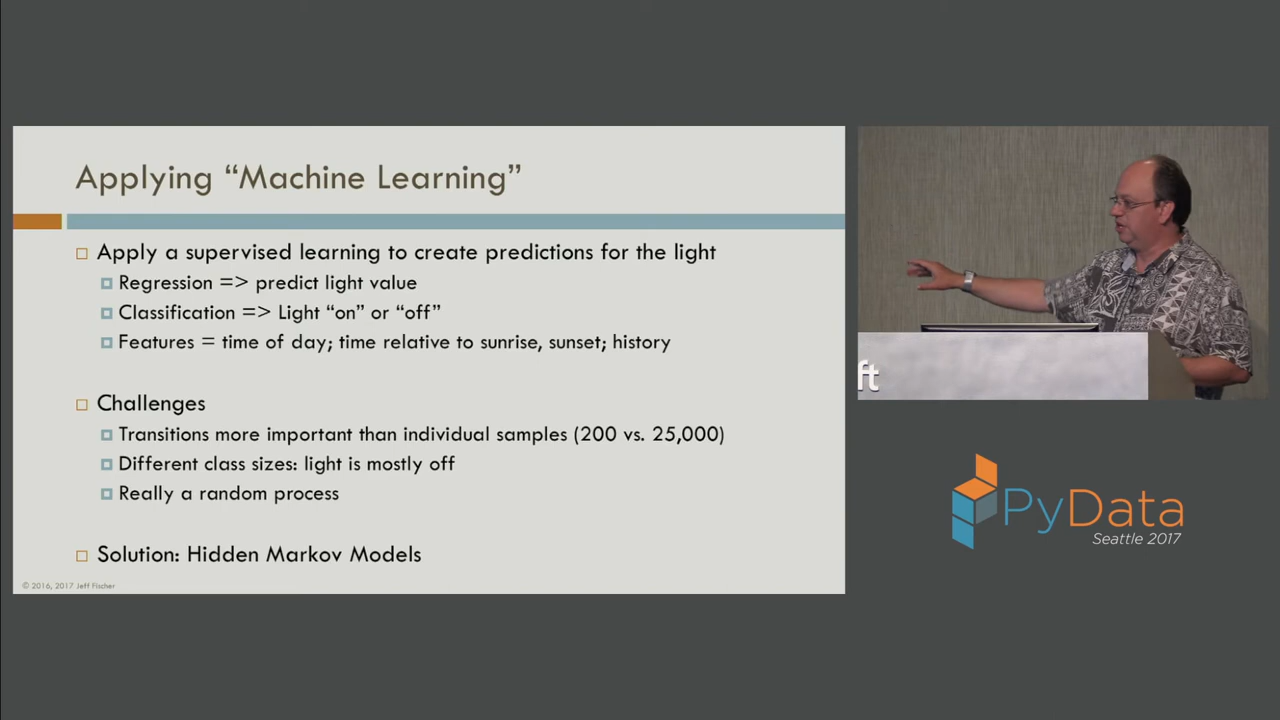 Applying “Machine Learning”
Apply a supervised learning to create predictions for the light
Regression => predict light value
Classification => Light “on” or “off”
Features = time of day; time relative to sunrise, sunset; history
Challenges
Transitions more important than individual samples (200 vs. 25,000)
Different class sizes: light is mostly off
Really a random process
Solution: Hidden Markov Models
© 2016, 2017 Jeff Fischer
ft
PyData
Seattle 2017